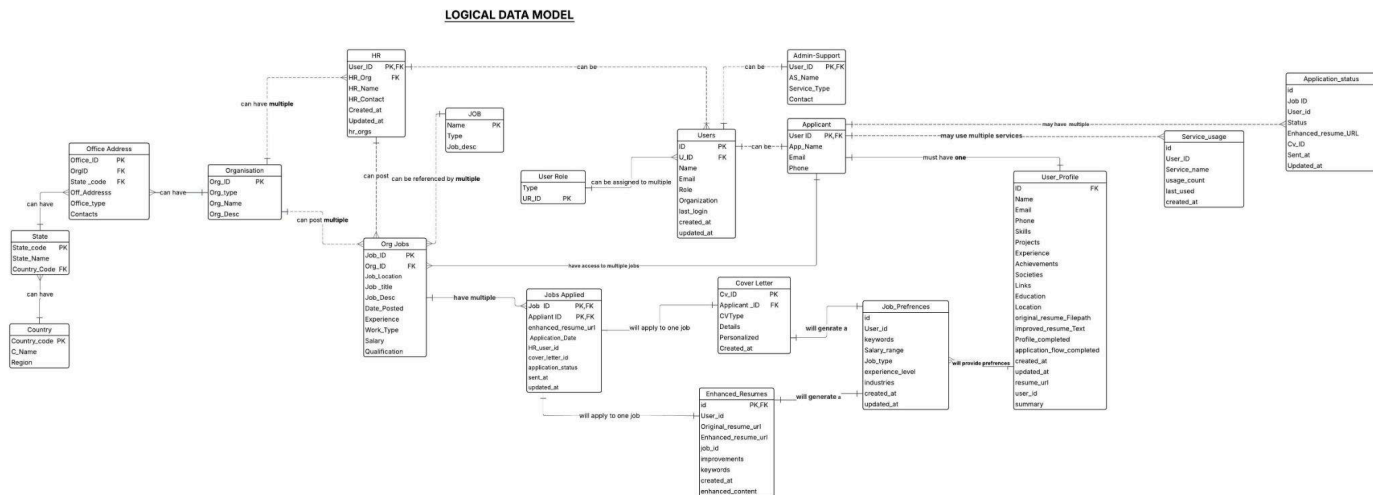 LOGICAL DATA MODEL
HR
User_ID PK,FK
HR_Org FK
HR_Name
HR_Contact
Created_at
Updated_at
hr_orgs
can be
can have multiple
can post
JOB
Name PK
Type
Job_desc
can be referenced by multiple
Admin-Support
User_ID PK,FK
AS_Name
Service_Type
Contact
can be
Applicant
User ID PK,FK
App_Name
Email
Phone
can be
may have multiple
may use multiple services
must have one
Application_status
id
Job ID
User_id
Status
Enhanced_resume_URL
Cv_ID
Sent_at
Updated_at
Service_usage
id
User_ID
Service_name
usage_count
last_used
created_at
Users
ID PK
U_ID FK
Name
Email
Role
Organization
last_login
created_at
updated_at
User Role
Type
UR_ID PK
can be assigned to multiple
Office Address
Office_ID PK
OrgID FK
State _code FK
Off_Addresss
Office_type
Contacts
can have
Organisation
Org_ID PK
Org_type
Org_Name
Org_Desc
can post multiple
can have
State
State_code PK
State_Name
Country_Code FK
can have
Country
Country_code PK
C_Name
Region
Org Jobs
Job_ID PK
Org_ID FK
Job_Location
Job _title
Job_Desc
Date_Posted
Experience
Work_Type
Salary
Qualification
have access to multiple jobs
have multiple
Jobs Applied
Job ID PK,FK
Appliant ID PK,FK
enhanced_resume_url
Application_Date
HR_user_id
cover_letter_id
application_status
sent_at
updated_at
will apply to one job
will apply to one job
Cover Letter
Cv_ID PK
Applicant _ID FK
CVType
Details
Personalized
Created_at
will genrate a
Enhanced_Resumes
id PK,FK
User_id
Original_resume_url
Enhanced_resume_url
job_id
improvements
keywords
created_at
enhanced_content
will generate a
Job_Prefrences
id
User_id
keywords
Salary_range
Job_type
experience_level
industries
created_at
updated_at
will provide prefrences
User_Profile
ID FK
Name
Email
Phone
Skills
Projects
Experience
Achievements
Societies
Links
Education
Location
original_resume_Filepath
improved_resume_Text
Profile_completed
application_flow_completed
created_at
updated_at
resume_url
user_id
summary